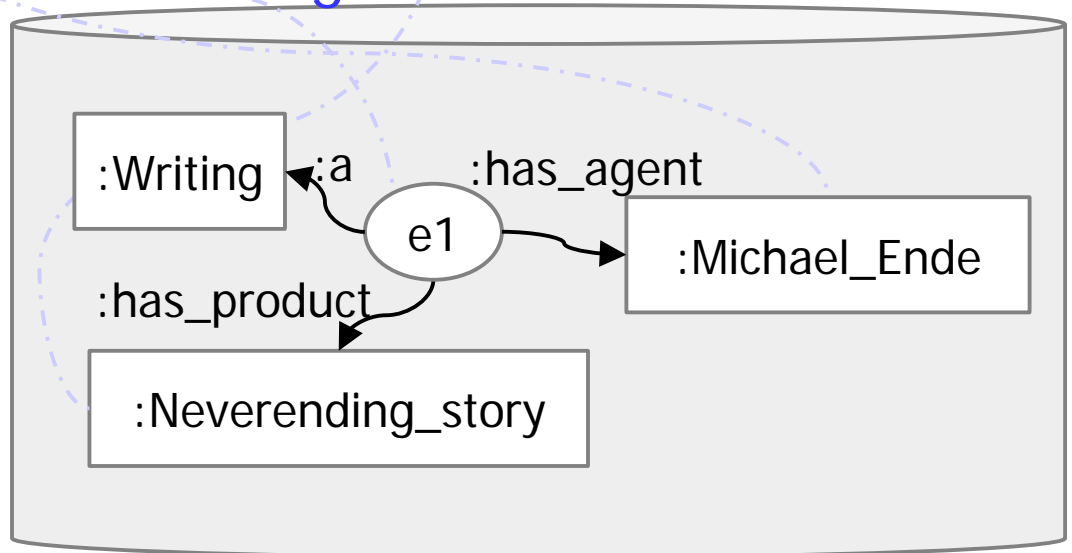 :Writing
:a
:has_agent
e1
:Michael_Ende
:has_product
:Neverending_story